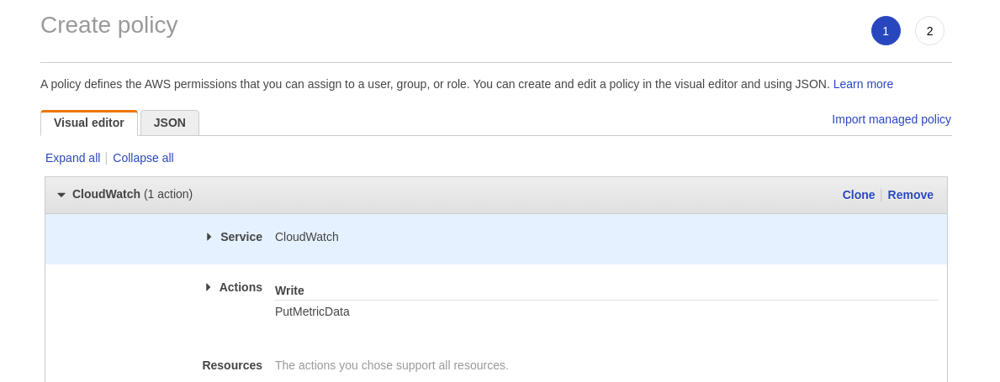 Create policy
1 2
A policy defines the AWS permissions that you can assign to a user, group, or role. You can create and edit a policy in the visual editor and using JSON. Learn more
Visual editor JSON Import managed policy
Expand all Collapse all
CloudWatch (1 action) Clone Remove
Service CloudWatch
Actions Write
PutMetricData
Resources The actions you chose support all resources.